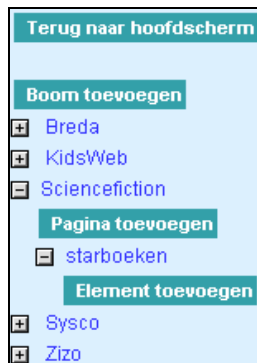 Terug naar hoofdscherm
Boom toevoegen
Breda
KidsWeb
Sciencefiction
Pagina toevoegen
starboeken
Element toevoegen
Sysco
Zizo